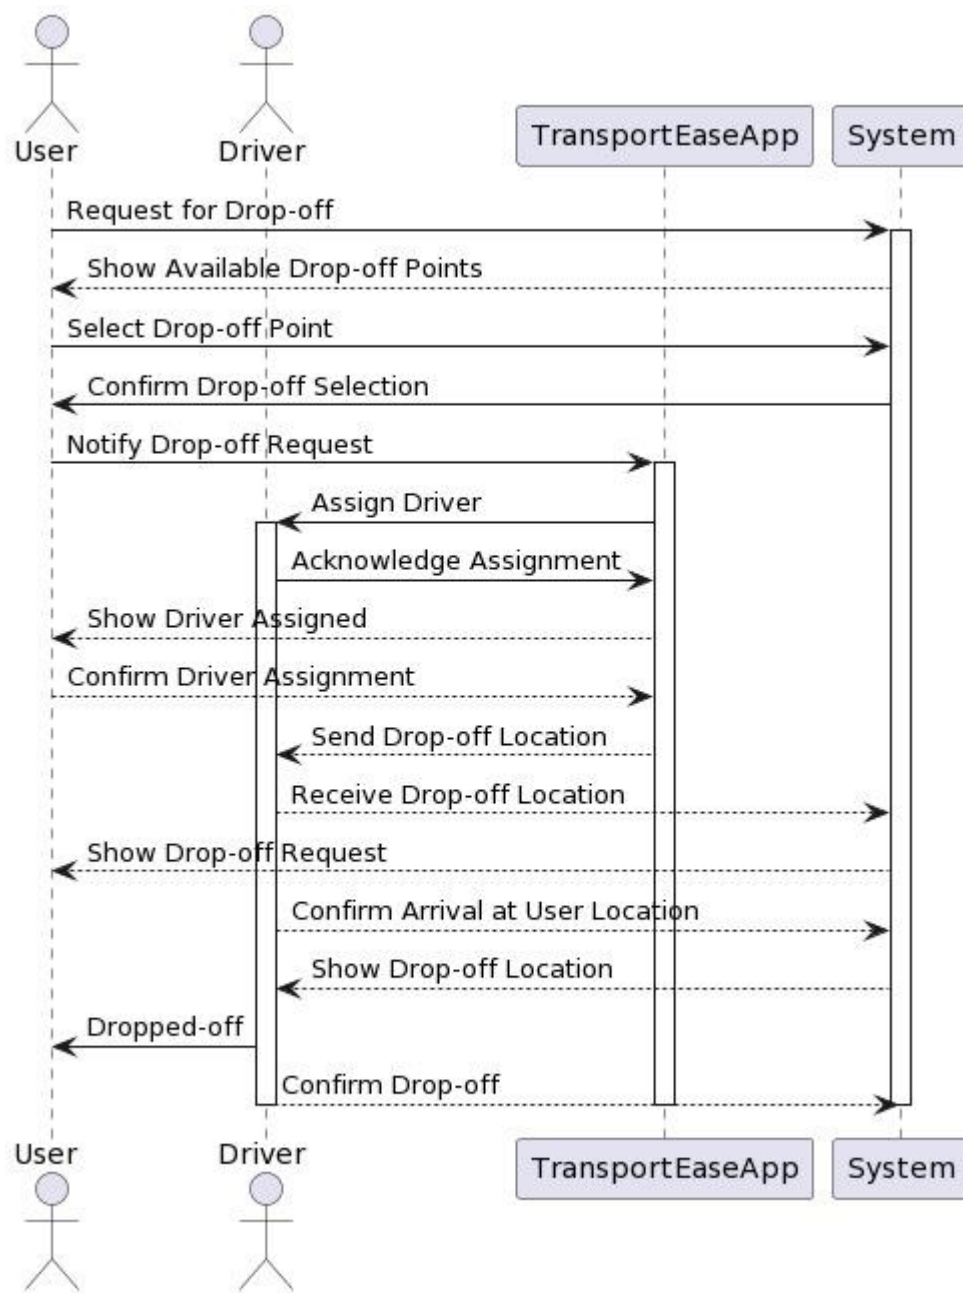 User
Driver
TransportEaseApp
System
Request for Drop-off
Show Available Drop-off Points
Select Drop-off Point
Confirm Drop-off Selection
Notify Drop-off Request
Assign Driver
Acknowledge Assignment
Show Driver Assigned
Confirm Driver Assignment
Send Drop-off Location
Receive Drop-off Location
Show Drop-off Request
Confirm Arrival at User Location
Show Drop-off Location
Dropped-off
Confirm Drop-off
User
Driver
TransportEaseApp
System